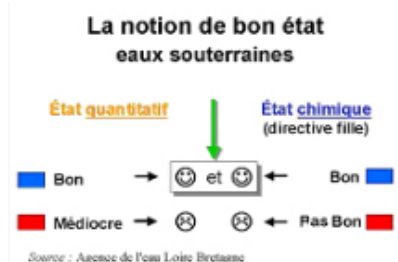 La notion de bon état
eaux souterraines
État quantitatif
État chimique
(directive fille)
Bon
et
Bon
Médiocre
Pas Bon
Source : Agence de l'eau Loire Bretagne